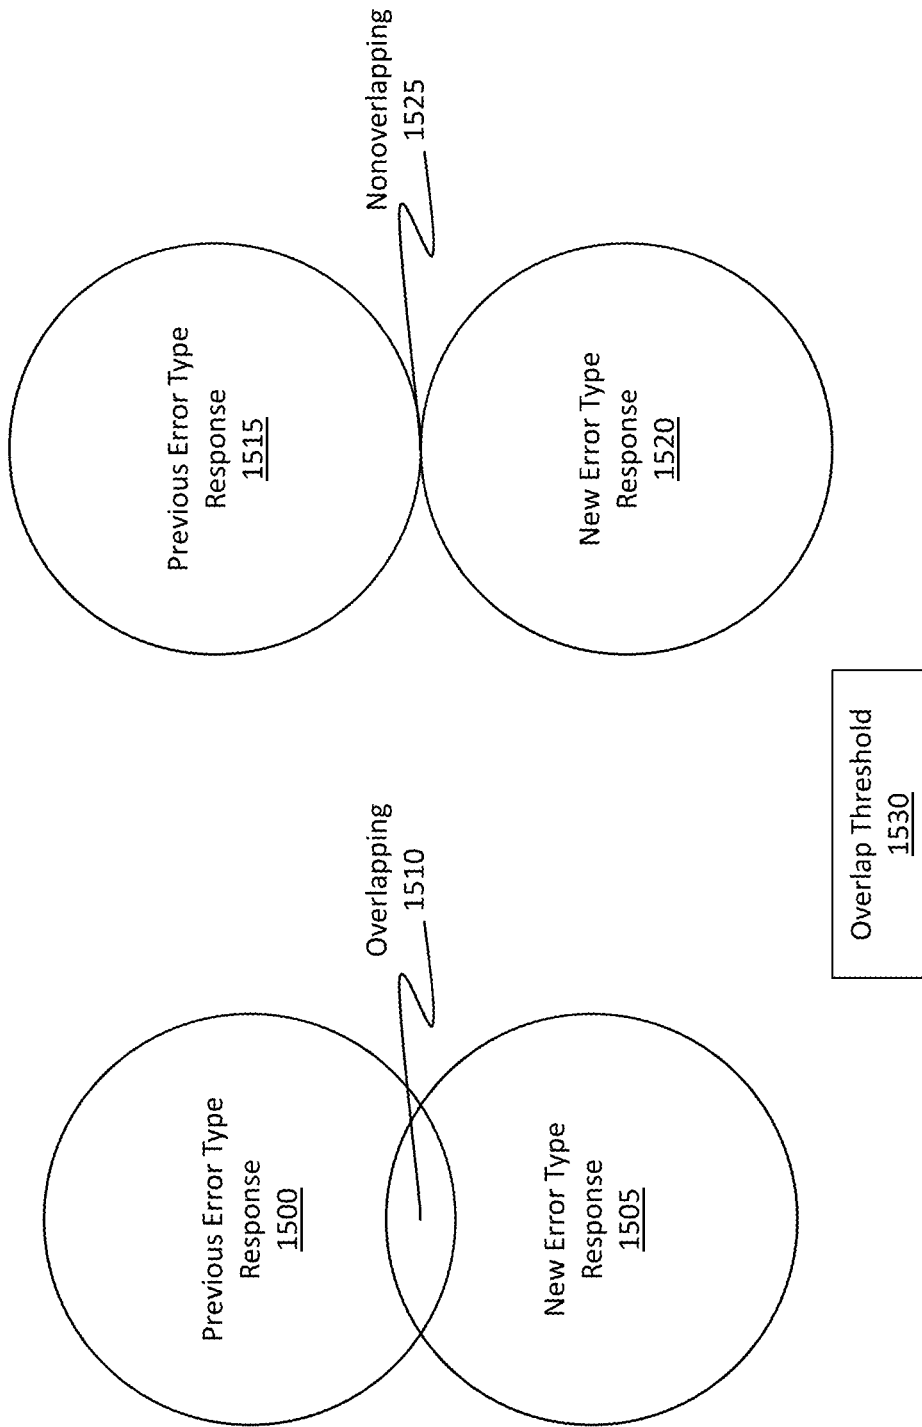 Previous Error Type
Response
1500
Overlapping
1510
New Error Type
Response
1505
Previous Error Type
Response
1515
Nonoverlapping
1525
New Error Type
Response
1520
Overlap Threshold
1530